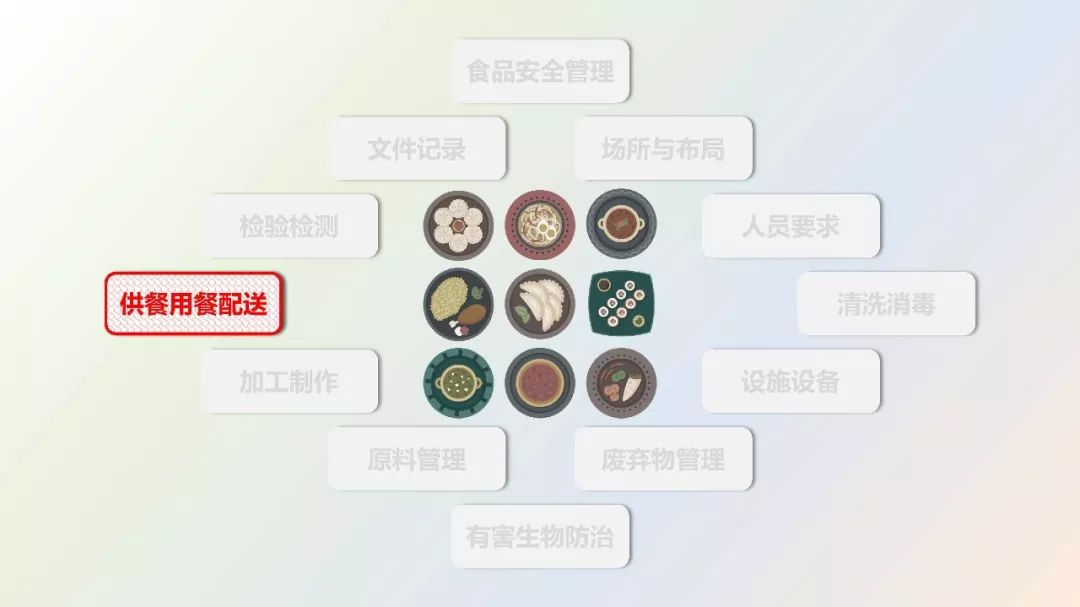 食品安全管理
文件记录
场所与布局
检验检测
人员要求
供餐用餐配送
清洗消毒
加工制作
设施设备
原料管理
废弃物管理
有害生物防治